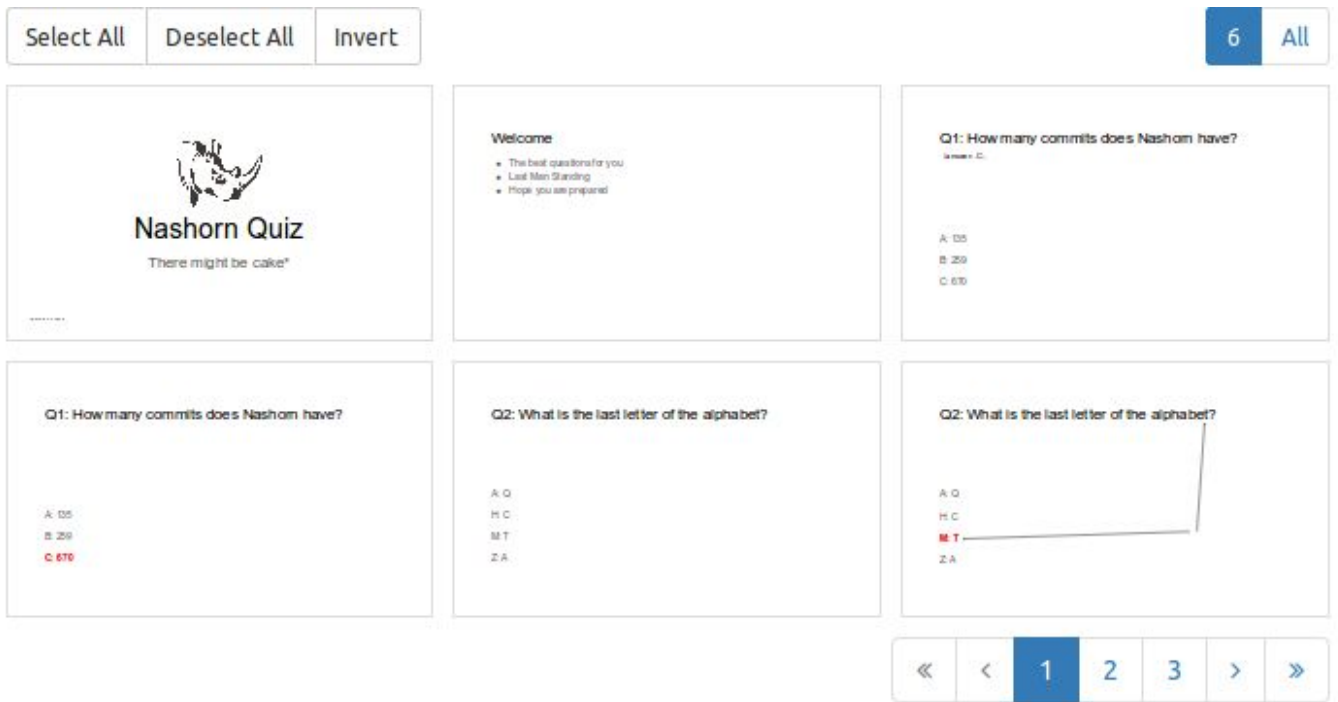 Select All Deselect All Invert 6 All
Nashorn Quiz
There might be cake*
Welcome
The best questions for you
Last Man Standing
Hope you are prepared
Q1: How many commits does Nashorn have?
A: 135
B: 259
C: 670
Q1: How many commits does Nashorn have?
A: 135
B: 259
C: 670
Q2: What is the last letter of the alphabet?
A: Q
H: C
M: T
Z: A
Q2: What is the last letter of the alphabet?
A: Q
H: C
M: T
Z: A
« < 1 2 3 > »